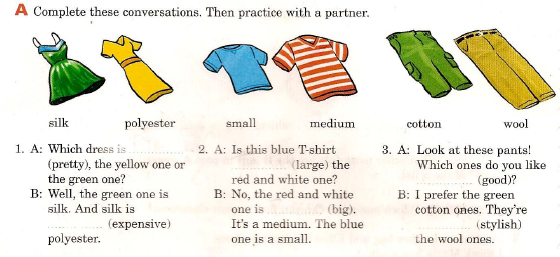 A Complete these conversations. Then practice with a partner.
silk polyester small medium cotton wool
1. A: Which dress is ............
(pretty), the yellow one or
the green one?
B: Well, the green one is
silk. And silk is
............ (expensive)
polyester.
2. A: Is this blue T-shirt
............ (large) the
red and white one?
B: No, the red and white
one is ............ (big).
It's a medium. The blue
one is a small.
3. A: Look at these pants!
Which ones do you like
............ (good)?
B: I prefer the green
cotton ones. They're
............ (stylish)
the wool ones.